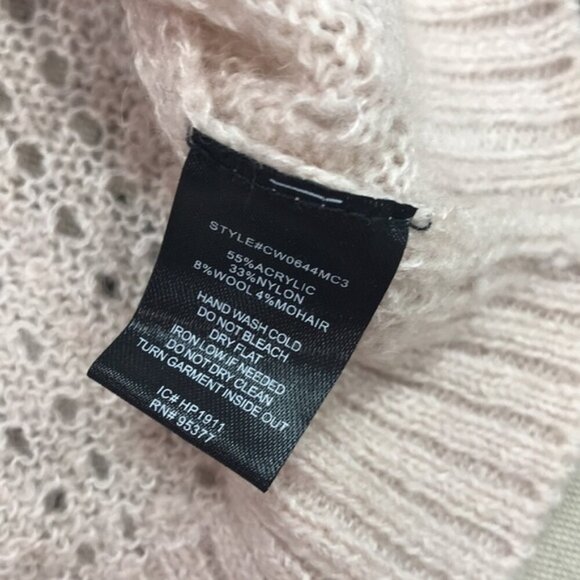 STYLE#CW0644MC3
55%ACRYLIC
33%NYLON
8%WOOL 4%MOHAIR
HAND WASH COLD
DO NOT BLEACH
DRY FLAT
IRON LOW IF NEEDED
DO NOT DRY CLEAN
TURN GARMENT INSIDE OUT
IC# HP1911
RN# 95377